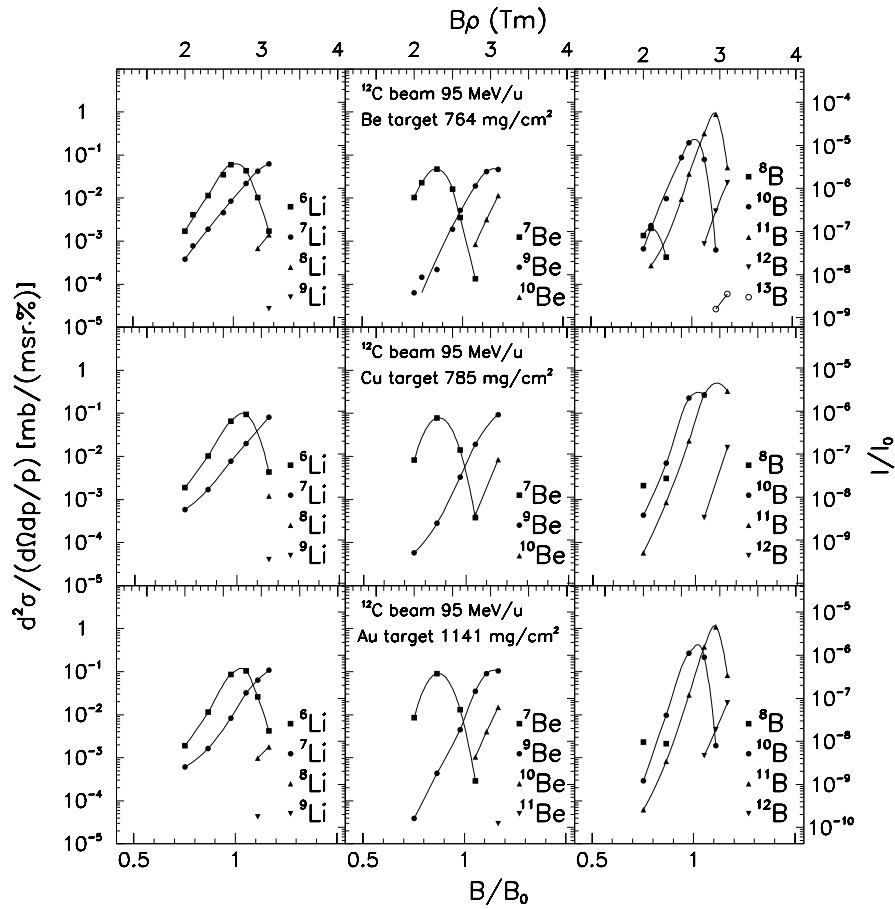 Bρ (Tm)
2 3 4 2 3 4 2 3 4
¹²C beam 95 MeV/u
Be target 764 mg/cm²
1
10⁻¹
10⁻²
10⁻³
10⁻⁴
10⁻⁵
⁶Li
⁷Li
⁸Li
⁹Li
⁷Be
⁹Be
¹⁰Be
⁸B
¹⁰B
¹¹B
¹²B
¹³B
10⁻⁴
10⁻⁵
10⁻⁶
10⁻⁷
10⁻⁸
10⁻⁹
d²σ/(dΩdp/p) [mb/(msr·%)]
I/I₀
¹²C beam 95 MeV/u
Cu target 785 mg/cm²
1
10⁻¹
10⁻²
10⁻³
10⁻⁴
10⁻⁵
⁶Li
⁷Li
⁸Li
⁹Li
⁷Be
⁹Be
¹⁰Be
⁸B
¹⁰B
¹¹B
¹²B
10⁻⁵
10⁻⁶
10⁻⁷
10⁻⁸
10⁻⁹
¹²C beam 95 MeV/u
Au target 1141 mg/cm²
1
10⁻¹
10⁻²
10⁻³
10⁻⁴
10⁻⁵
⁶Li
⁷Li
⁸Li
⁹Li
⁷Be
⁹Be
¹⁰Be
¹¹Be
⁸B
¹⁰B
¹¹B
¹²B
10⁻⁵
10⁻⁶
10⁻⁷
10⁻⁸
10⁻⁹
10⁻¹⁰
0.5 1 0.5 1 0.5 1
B/B₀